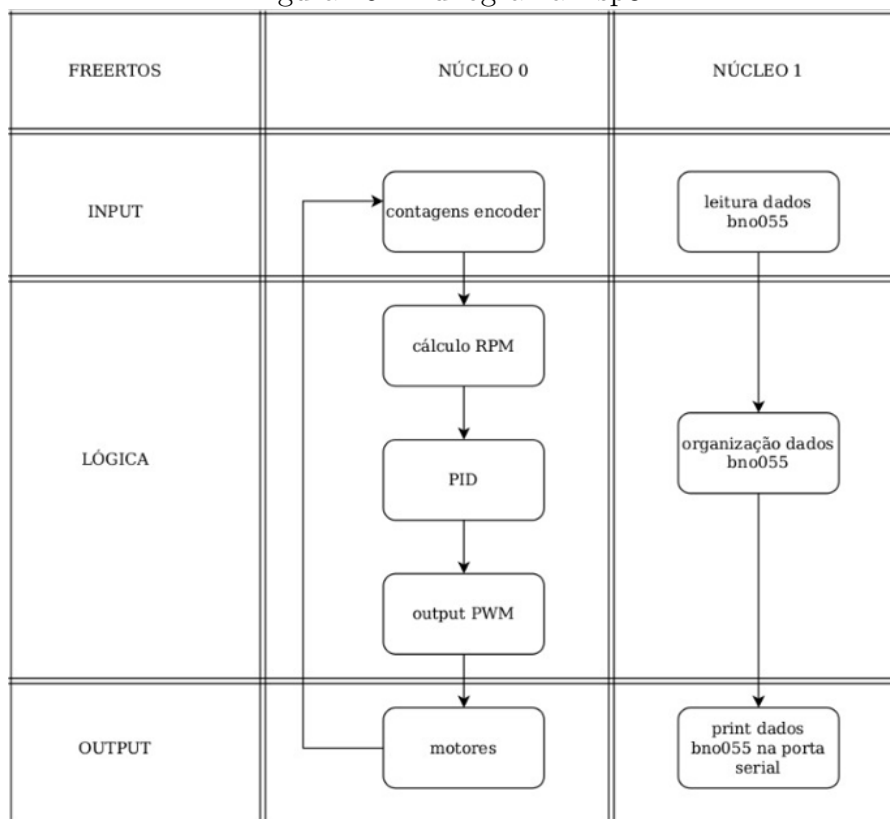 FREERTOS
NÚCLEO 0
NÚCLEO 1
INPUT
contagens encoder
leitura dados
bno055
LÓGICA
cálculo RPM
PID
output PWM
organização dados
bno055
OUTPUT
motores
print dados
bno055 na porta
serial